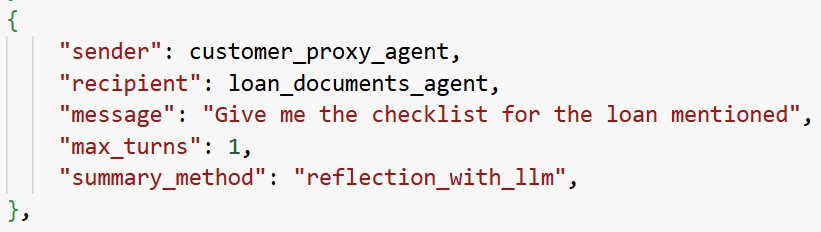 {
"sender": customer_proxy_agent,
"recipient": loan_documents_agent,
"message": "Give me the checklist for the loan mentioned",
"max_turns": 1,
"summary_method": "reflection_with_llm",
},